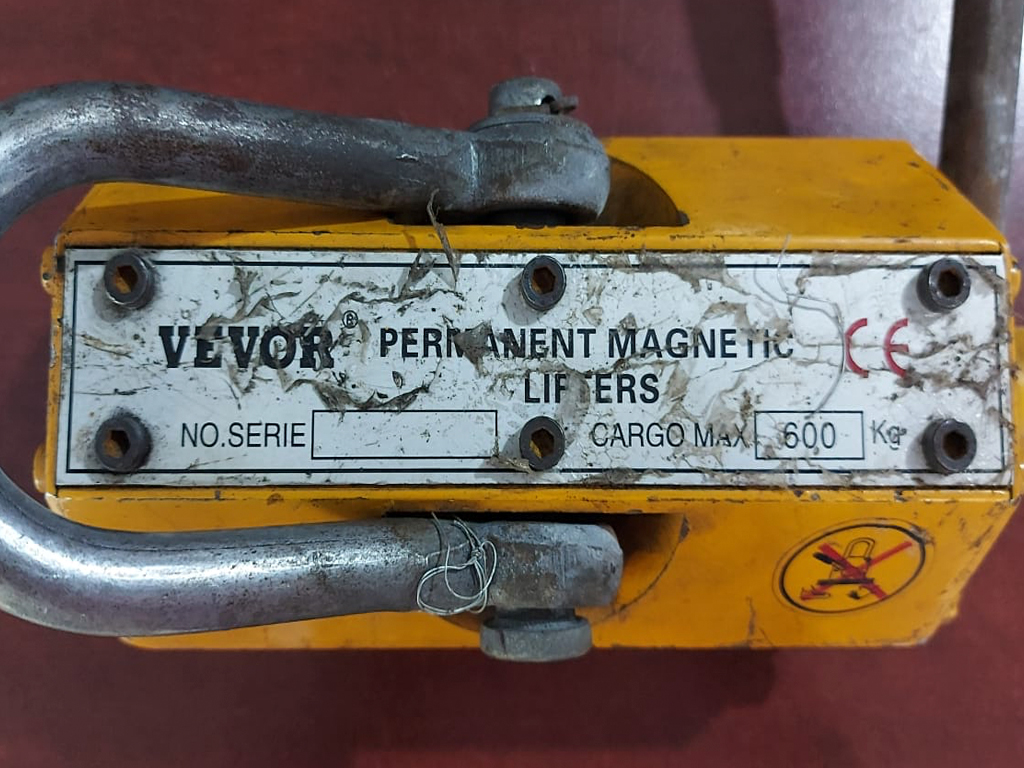 VEVOR® PERMANENT MAGNETIC CE
LIFTERS
NO.SERIE CARGO MAX. 600 Kg